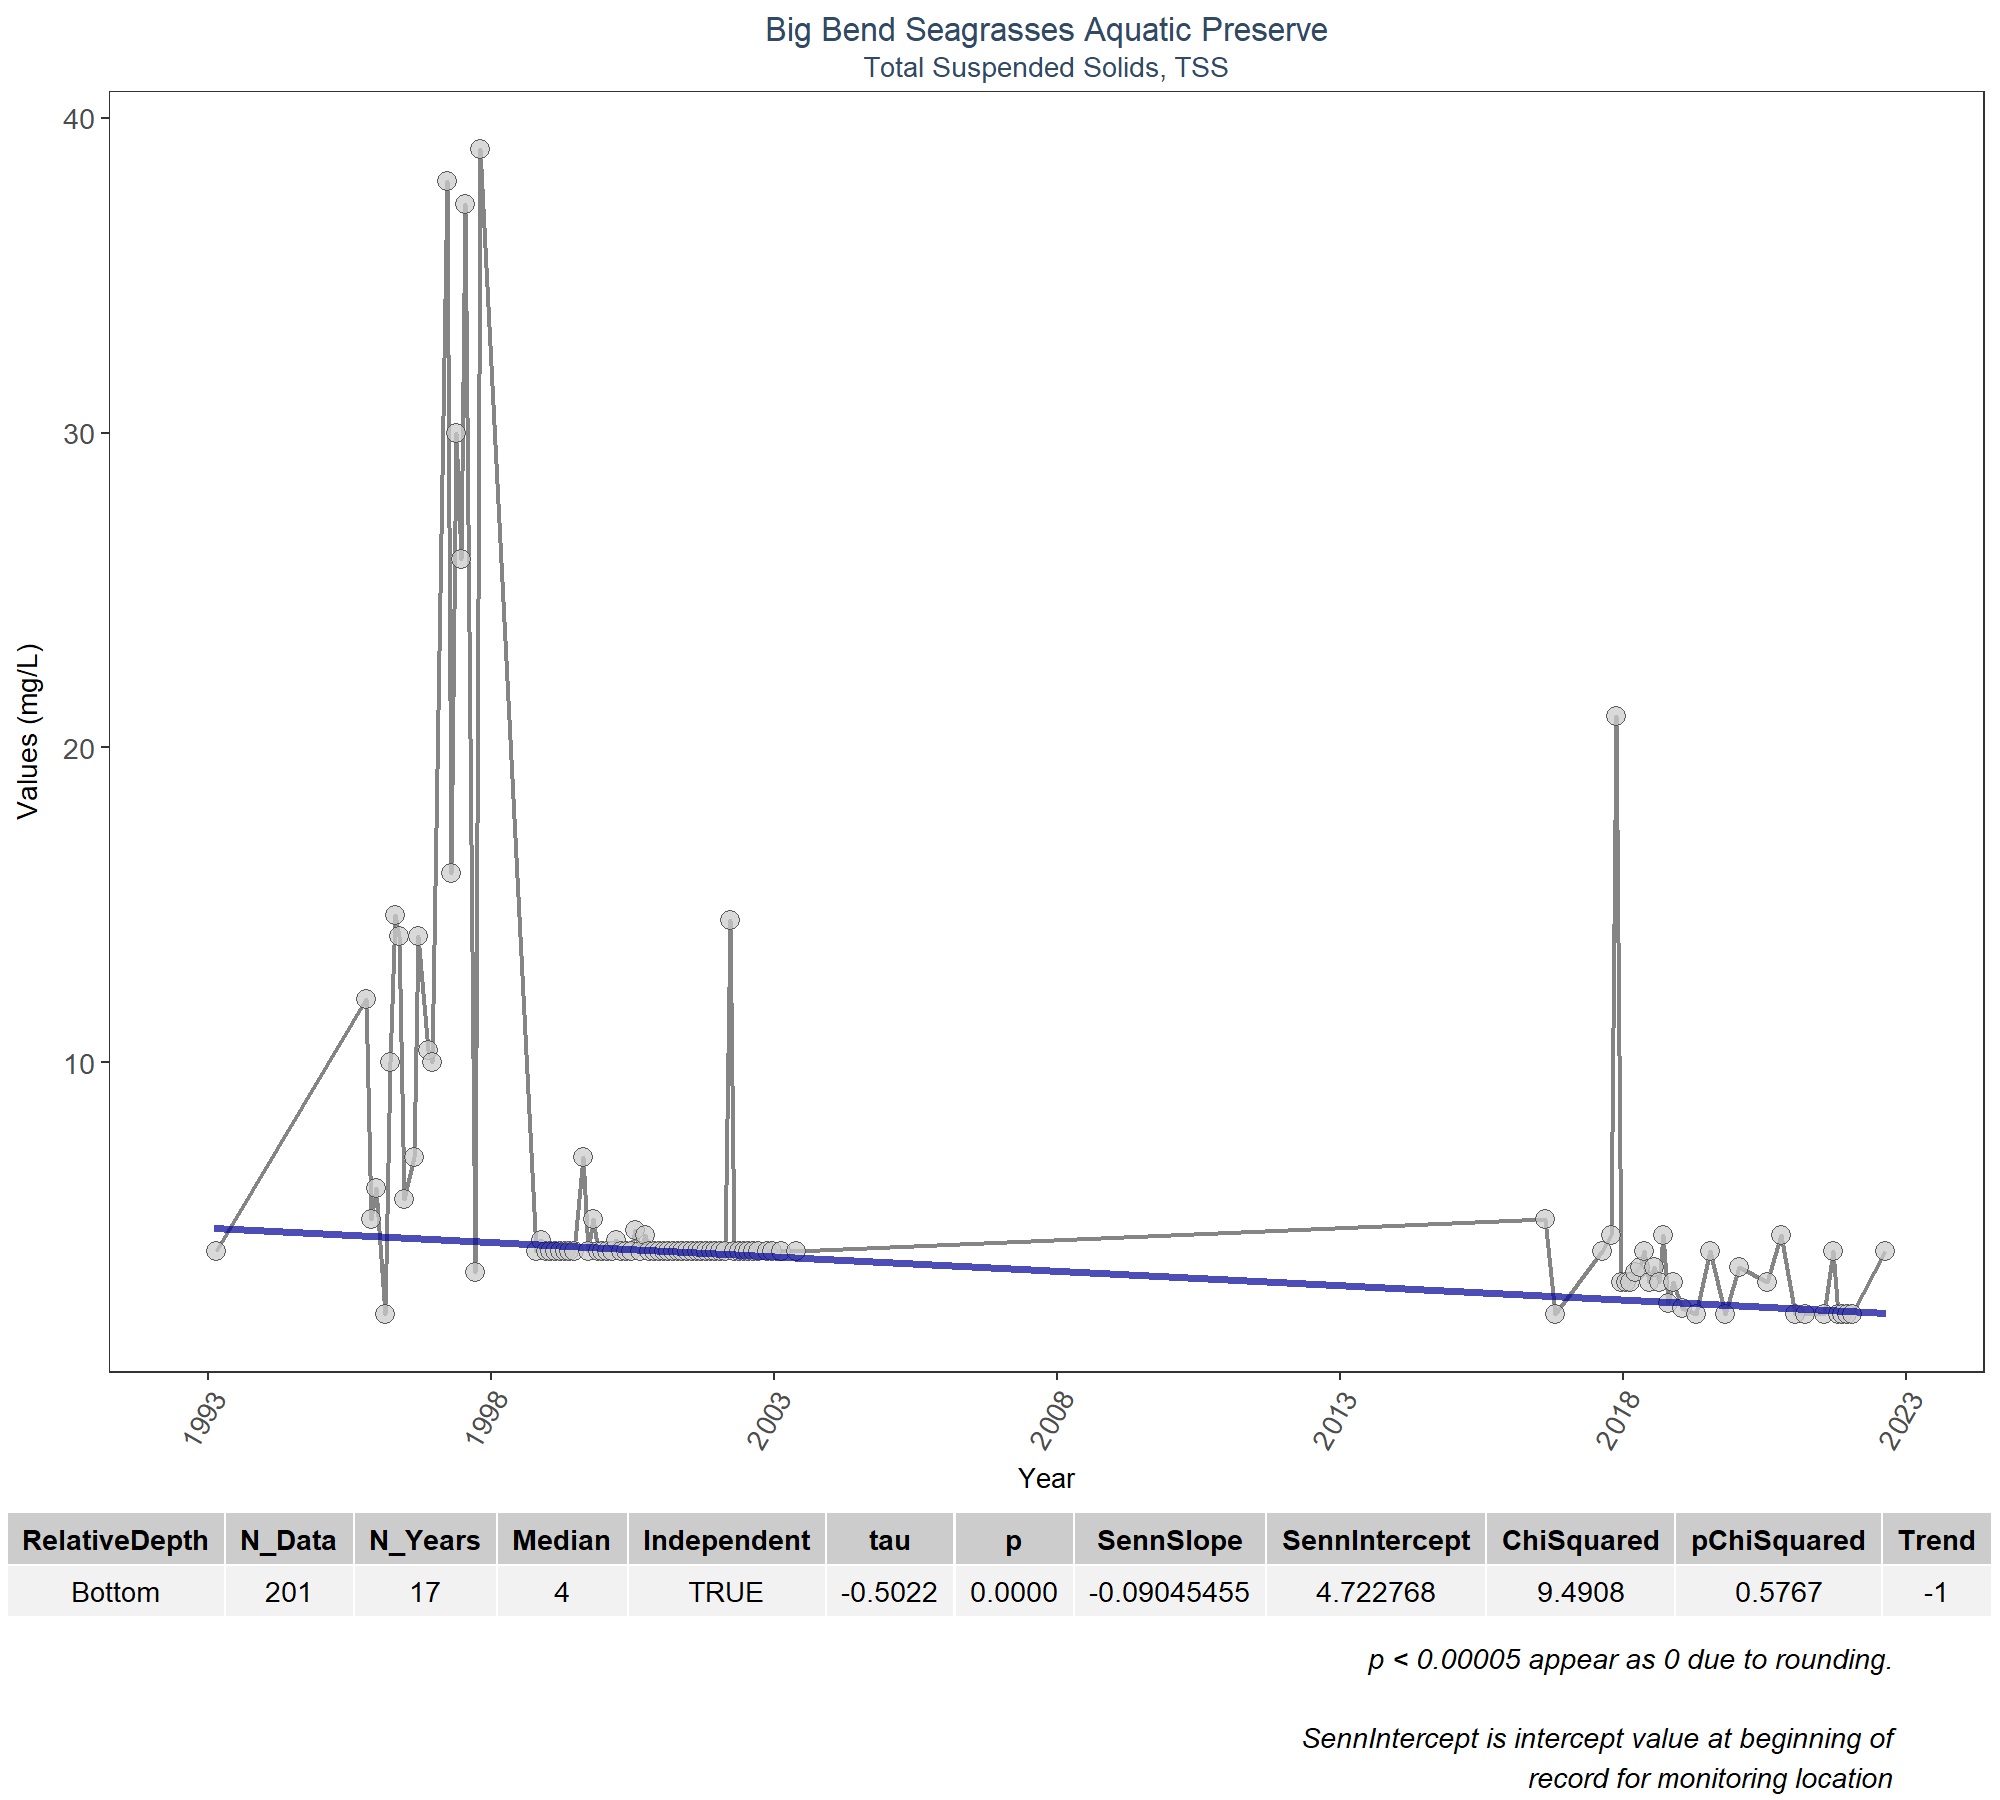 Big Bend Seagrasses Aquatic Preserve
Total Suspended Solids, TSS
40
30
20
10
Values (mg/L)
1993 1998 2003 2008 2013 2018 2023
Year
RelativeDepth N_Data N_Years Median Independent tau p SennSlope SennIntercept ChiSquared pChiSquared Trend
Bottom 201 17 4 TRUE -0.5022 0.0000 -0.09045455 4.722768 9.4908 0.5767 -1
p < 0.00005 appear as 0 due to rounding.
SennIntercept is intercept value at beginning of
record for monitoring location